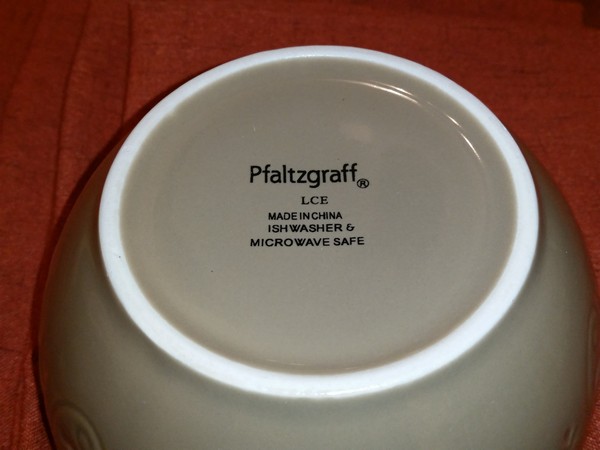 Pfaltzgraff®
LCE
MADE IN CHINA
ISHWASHER &
MICROWAVE SAFE